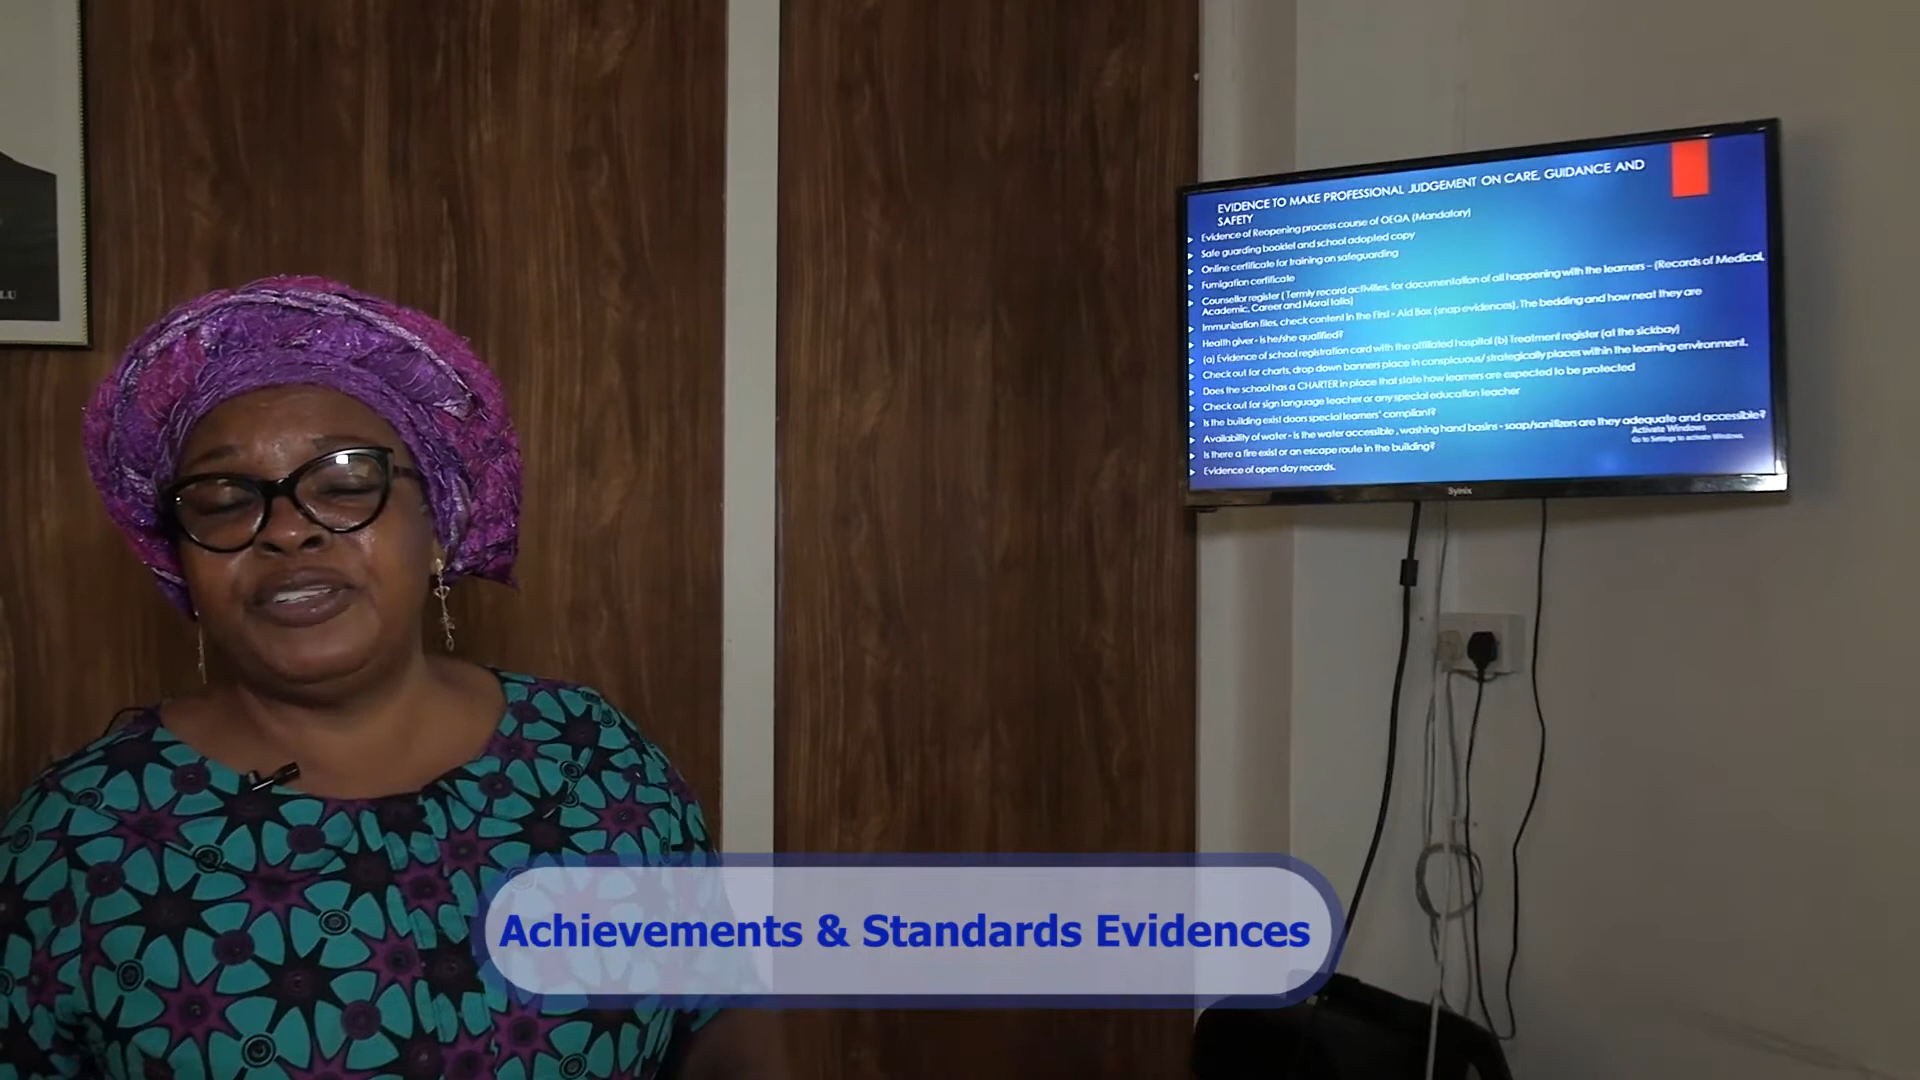 LU
EVIDENCE TO MAKE PROFESSIONAL JUDGEMENT ON CARE, GUIDANCE AND
SAFETY
Evidence of Reopening process course of OEQA (Mandatory)
Safe guarding booklet and school adopted copy
Online certificate for training on safeguarding
Fumigation certificate
Counsellor register ( Termly record activities, for documentation of all happening with the learners – (Records of Medical,
Academic, Career and Moral talks)
Immunization files, check content in the First - Aid Box (snap evidences). The bedding and how neat they are
Health giver - is he/she qualified?
(a) Evidence of school registration card with the affiliated hospital (b) Treatment register (at the sickbay)
Check out for charts, drop down banners place in conspicuous/ strategically places within the learning environment.
Does the school has a CHARTER in place that state how learners are expected to be protected
Check out for sign language teacher or any special education teacher
Is the building exist doors special learners' compliant?
Availability of water - is the water accessible , washing hand basins - soap/sanitizers are they adequate and accessible?
Is there a fire exist or an escape route in the building?
Evidence of open day records.
Activate Windows
Go to Settings to activate Windows.
Syinix
Achievements & Standards Evidences